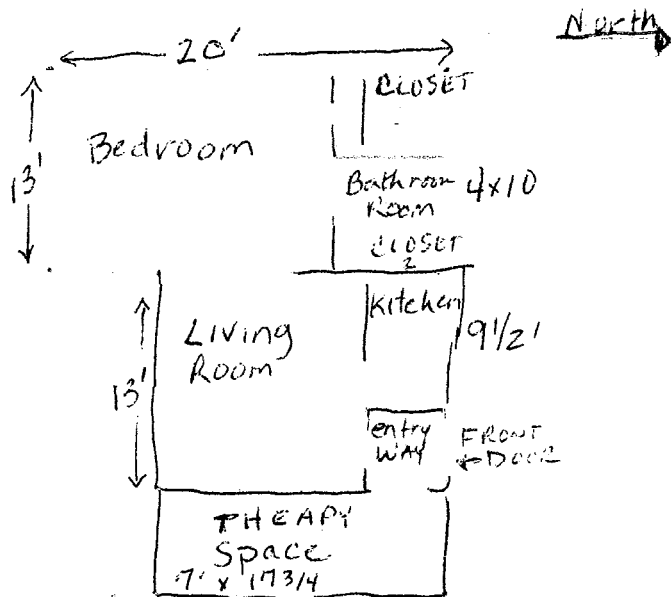 North
20'
CLOSET
Bedroom
13'
Bathroom 4x10
Room
CLOSET
2
Kitchen
9 1/2'
Living
Room
13'
entry
WAY
FRONT
DOOR
THEAPY
Space
7' x 17 3/4